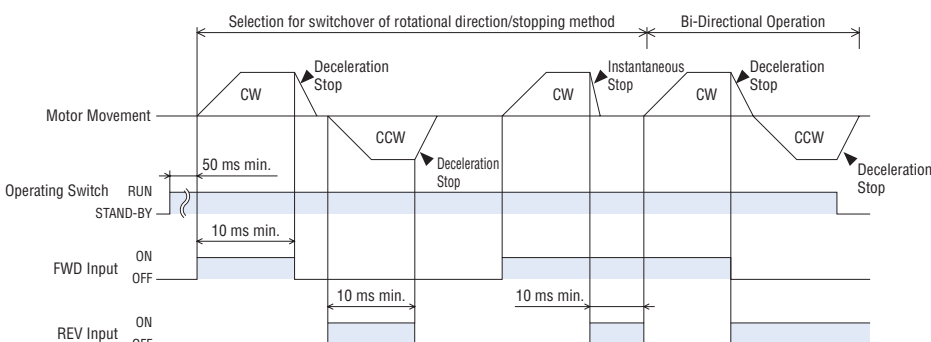 Selection for switchover of rotational direction/stopping method
Bi-Directional Operation
Deceleration
Stop
Instantaneous
Stop
Deceleration
Stop
CW
CW
CW
Motor Movement
CCW
CCW
Deceleration
Stop
Deceleration
Stop
50 ms min.
Operating Switch
RUN
STAND-BY
10 ms min.
FWD Input
ON
OFF
10 ms min.
10 ms min.
REV Input
ON
OFF